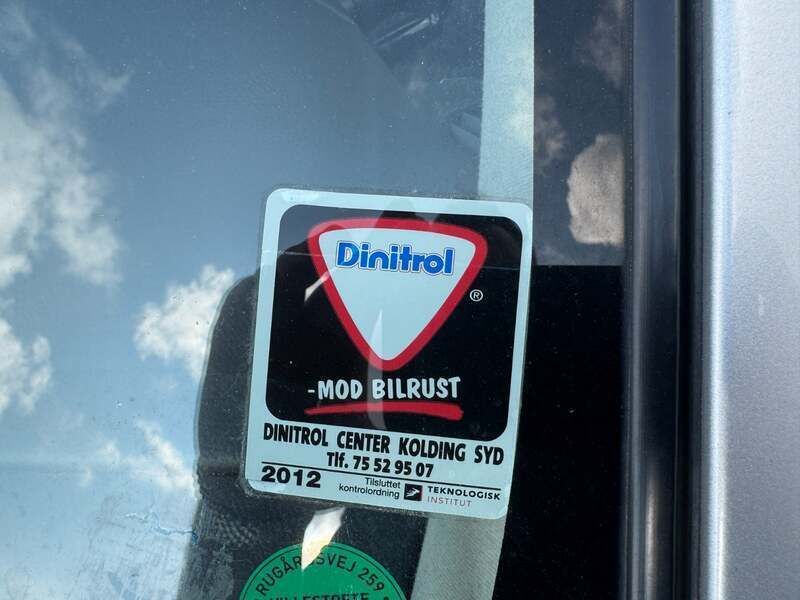 Dinitrol
®
-MOD BILRUST
DINITROL CENTER KOLDING SYD
Tlf. 75 52 95 07
2012
Tilsluttet
kontrolordning
TEKNOLOGISK
INSTITUT
RUGÅRDSVEJ 259